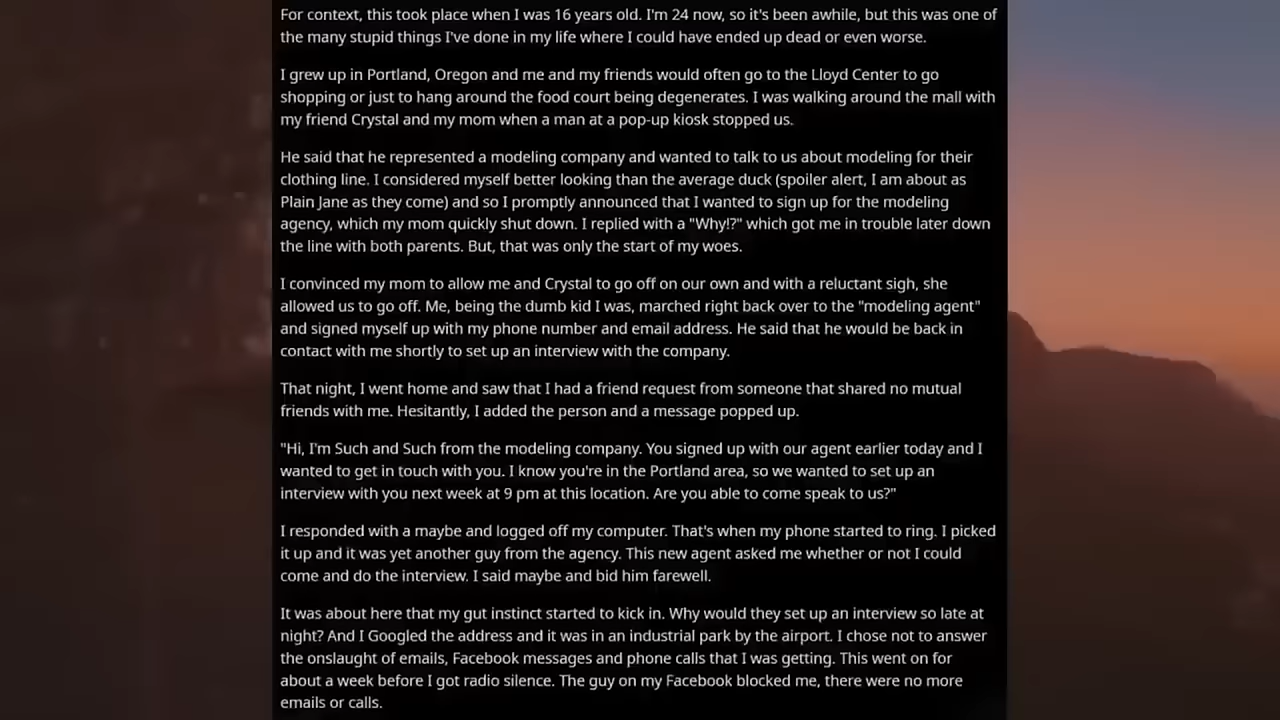 For context, this took place when I was 16 years old. I'm 24 now, so it's been awhile, but this was one of
the many stupid things I've done in my life where I could have ended up dead or even worse.
I grew up in Portland, Oregon and me and my friends would often go to the Lloyd Center to go
shopping or just to hang around the food court being degenerates. I was walking around the mall with
my friend Crystal and my mom when a man at a pop-up kiosk stopped us.
He said that he represented a modeling company and wanted to talk to us about modeling for their
clothing line. I considered myself better looking than the average duck (spoiler alert, I am about as
Plain Jane as they come) and so I promptly announced that I wanted to sign up for the modeling
agency, which my mom quickly shut down. I replied with a "Why!?" which got me in trouble later down
the line with both parents. But, that was only the start of my woes.
I convinced my mom to allow me and Crystal to go off on our own and with a reluctant sigh, she
allowed us to go off. Me, being the dumb kid I was, marched right back over to the "modeling agent"
and signed myself up with my phone number and email address. He said that he would be back in
contact with me shortly to set up an interview with the company.
That night, I went home and saw that I had a friend request from someone that shared no mutual
friends with me. Hesitantly, I added the person and a message popped up.
"Hi, I'm Such and Such from the modeling company. You signed up with our agent earlier today and I
wanted to get in touch with you. I know you're in the Portland area, so we wanted to set up an
interview with you next week at 9 pm at this location. Are you able to come speak to us?"
I responded with a maybe and logged off my computer. That's when my phone started to ring. I picked
it up and it was yet another guy from the agency. This new agent asked me whether or not I could
come and do the interview. I said maybe and bid him farewell.
It was about here that my gut instinct started to kick in. Why would they set up an interview so late at
night? And I Googled the address and it was in an industrial park by the airport. I chose not to answer
the onslaught of emails, Facebook messages and phone calls that I was getting. This went on for
about a week before I got radio silence. The guy on my Facebook blocked me, there were no more
emails or calls.